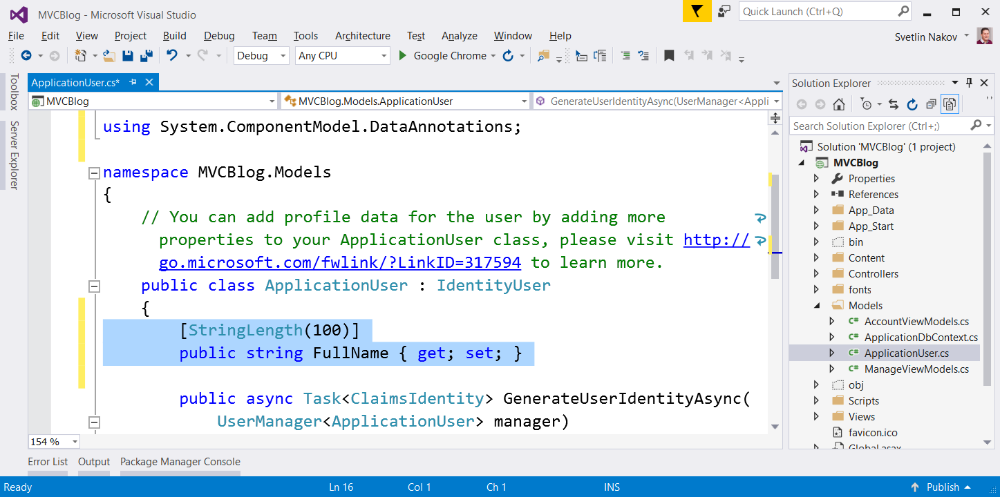 MVCBlog - Microsoft Visual Studio
Quick Launch (Ctrl+Q)
File Edit View Project Build Debug Team Tools Architecture Test Analyze Window Help
Svetlin Nakov
Debug Any CPU Google Chrome
Toolbox
Server Explorer
ApplicationUser.cs*
MVCBlog MVCBlog.Models.ApplicationUser GenerateUserIdentityAsync(UserManager<Appli
using System.ComponentModel.DataAnnotations;
namespace MVCBlog.Models
{
// You can add profile data for the user by adding more
properties to your ApplicationUser class, please visit http://
go.microsoft.com/fwlink/?LinkID=317594 to learn more.
public class ApplicationUser : IdentityUser
{
[StringLength(100)]
public string FullName { get; set; }
public async Task<ClaimsIdentity> GenerateUserIdentityAsync(
UserManager<ApplicationUser> manager)
154 %
Solution Explorer
Search Solution Explorer (Ctrl+;)
Solution 'MVCBlog' (1 project)
MVCBlog
Properties
References
App_Data
App_Start
bin
Content
Controllers
fonts
Models
C# AccountViewModels.cs
C# ApplicationDbContext.cs
C# ApplicationUser.cs
C# ManageViewModels.cs
obj
Scripts
Views
favicon.ico
Global.asax
Error List Output Package Manager Console
Ready Ln 16 Col 1 Ch 1 INS Publish